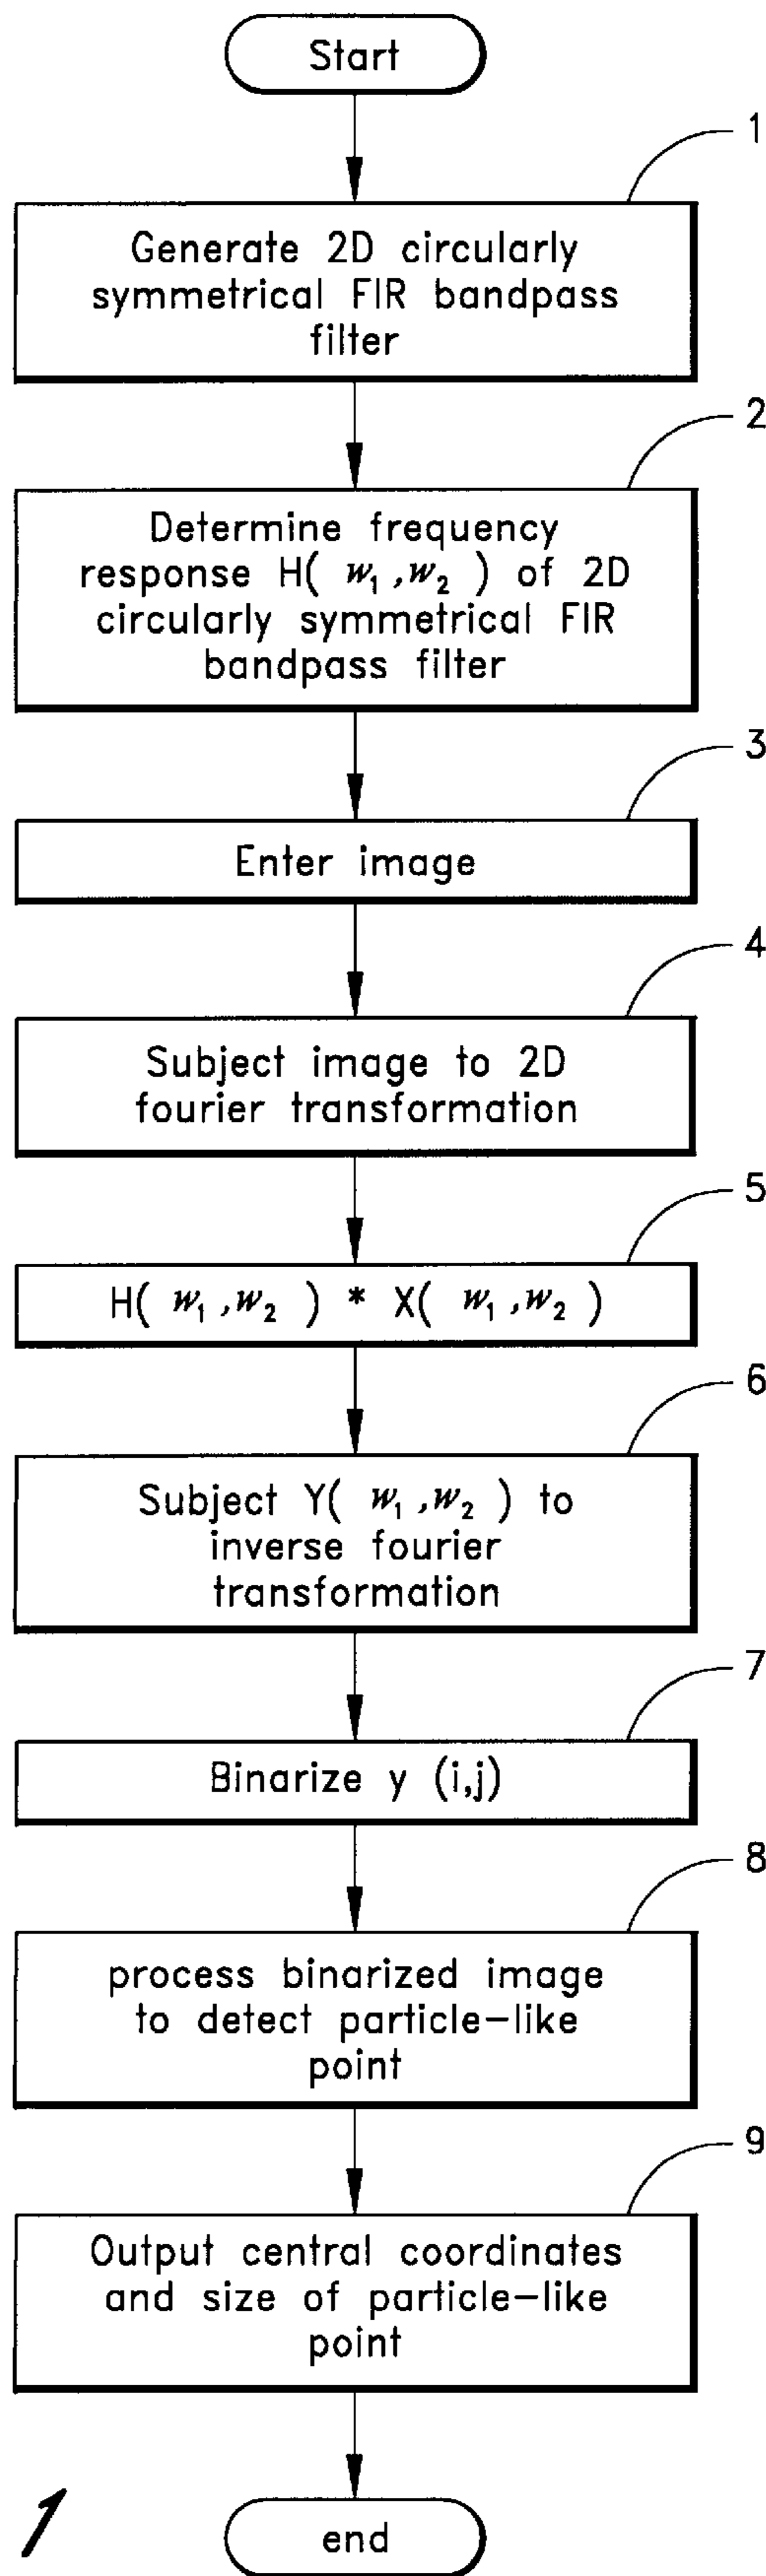 Start
1
Generate 2D circularly
symmetrical FIR bandpass
filter
2
Determine frequency
response H( w₁ ,w₂ ) of 2D
circularly symmetrical FIR
bandpass filter
3
Enter image
4
Subject image to 2D
fourier transformation
5
H( w₁ ,w₂ ) * X( w₁ ,w₂ )
6
Subject Y( w₁ ,w₂ ) to
inverse fourier
transformation
7
Binarize y (i,j)
8
process binarized image
to detect particle–like
point
9
Output central coordinates
and size of particle–like
point
1
end